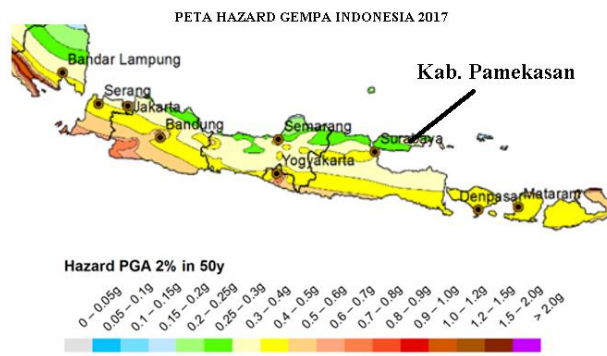 PETA HAZARD GEMPA INDONESIA 2017
Bandar Lampung
Kab. Pamekasan
Serang
Jakarta
Bandung
Semarang
Surabaya
Yogyakarta
Denpasar
Mataram
Hazard PGA 2% in 50y
0 – 0.05g
0.05 – 0.1g
0.1 – 0.15g
0.15 – 0.2g
0.2 – 0.25g
0.25 – 0.3g
0.3 – 0.4g
0.4 – 0.5g
0.5 – 0.6g
0.6 – 0.7g
0.7 – 0.8g
0.8 – 0.9g
0.9 – 1.0g
1.0 – 1.2g
1.2 – 1.5g
1.5 – 2.0g
> 2.0g